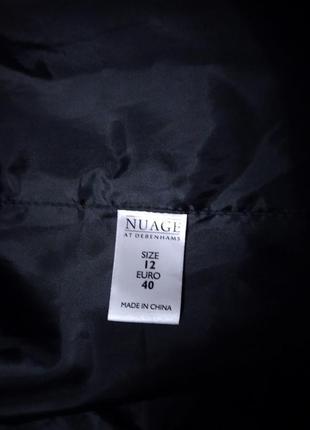 NUAGE
AT DEBENHAMS
SIZE
12
EURO
40
MADE IN CHINA